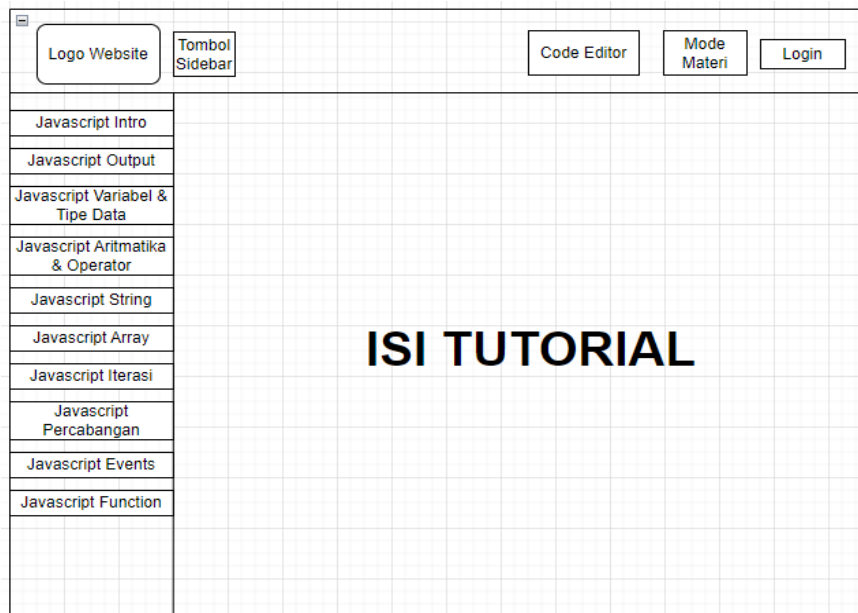 Logo Website
Tombol
Sidebar
Code Editor
Mode
Materi
Login
Javascript Intro
Javascript Output
Javascript Variabel &
Tipe Data
Javascript Aritmatika
& Operator
Javascript String
Javascript Array
Javascript Iterasi
Javascript
Percabangan
Javascript Events
Javascript Function
ISI TUTORIAL